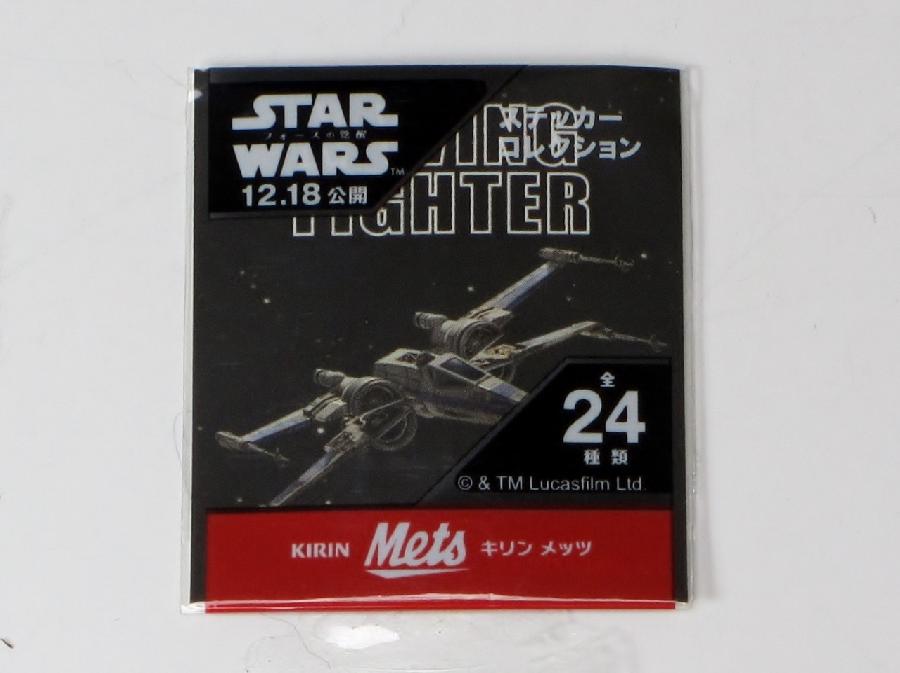 STAR
フォースの覚醒
WARS™
12.18 公開
ステッカー
コレクション
WING
FIGHTER
全
24
種類
© & TM Lucasfilm Ltd.
KIRIN Mets キリン メッツ